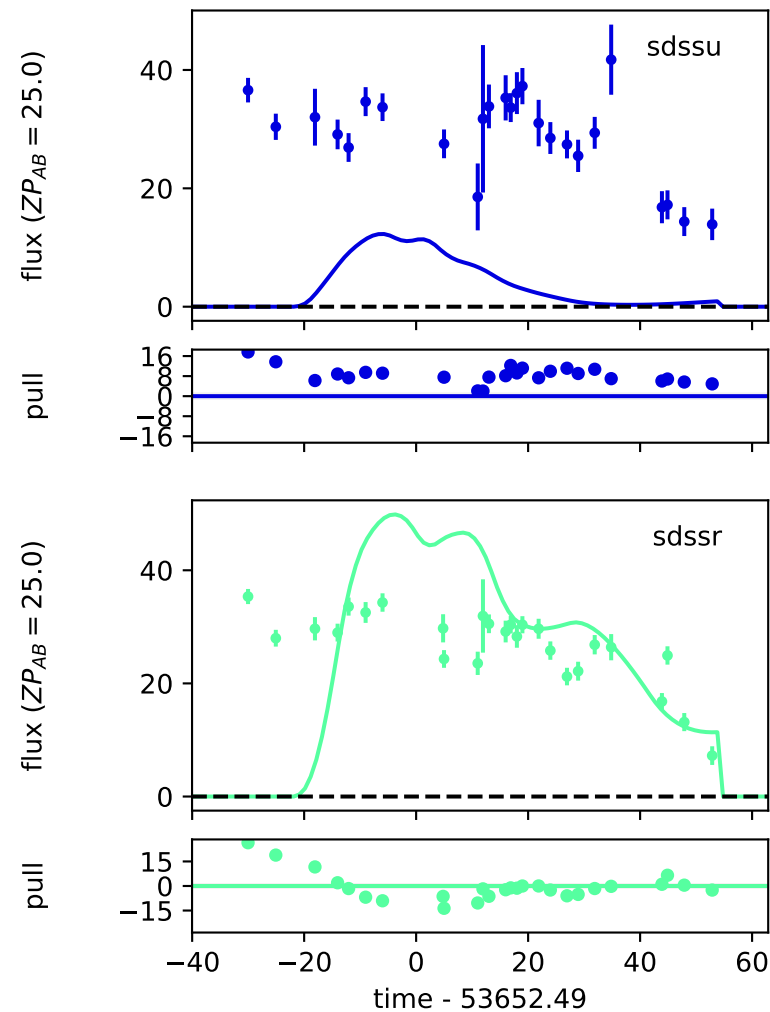 sdssu
flux (ZP_AB = 25.0)
40
20
0
pull
16
8
0
−8
−16
sdssr
flux (ZP_AB = 25.0)
40
20
0
pull
15
0
−15
−40 −20 0 20 40 60
time - 53652.49